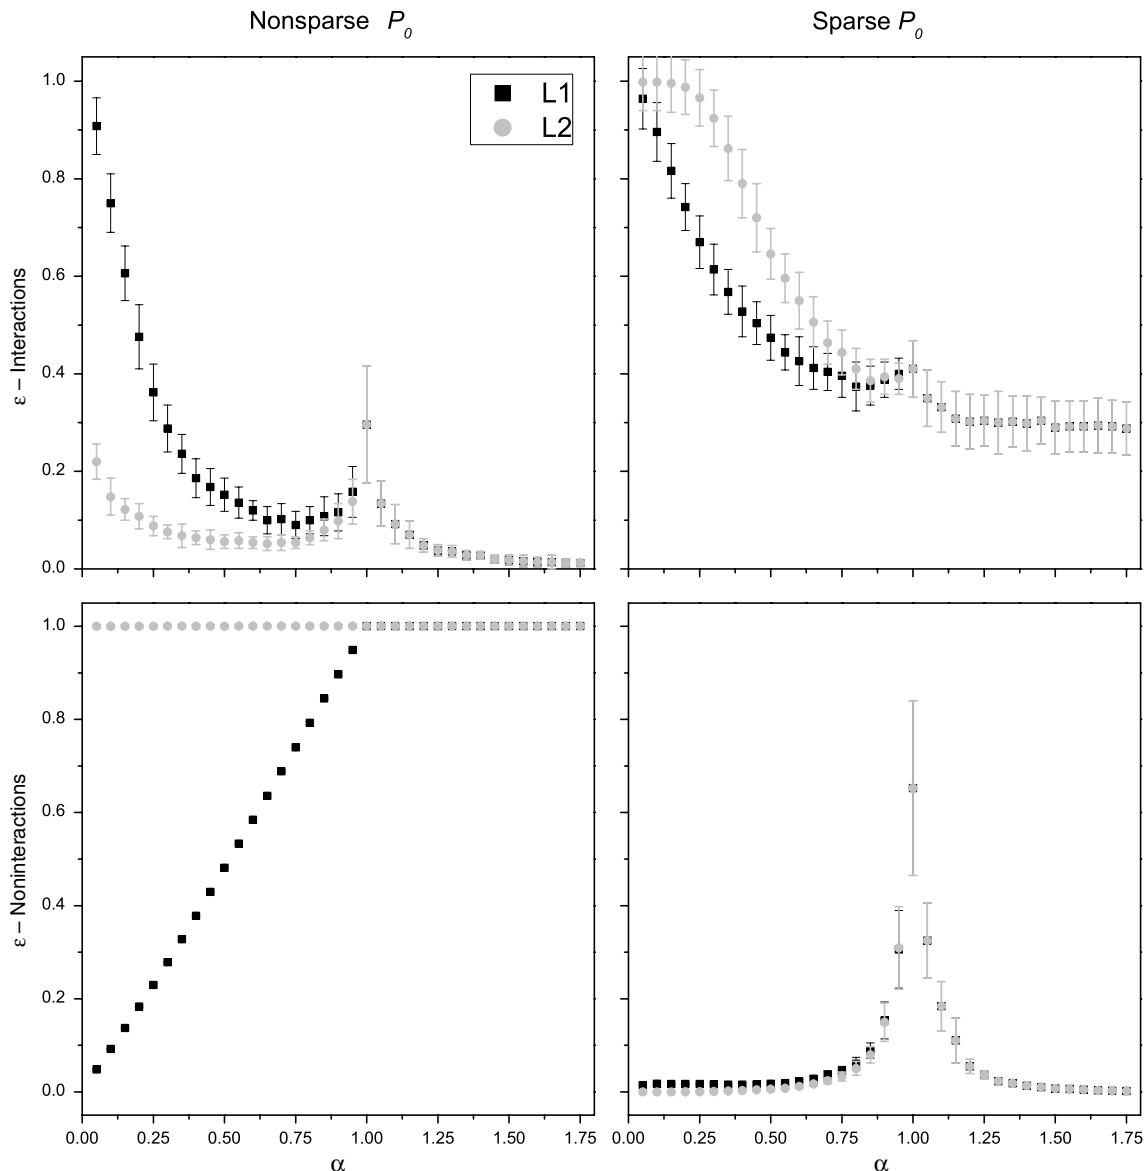 Nonsparse P₀
Sparse P₀
ε – Interactions
1.0
0.8
0.6
0.4
0.2
0.0
L1
L2
ε – Noninteractions
1.0
0.8
0.6
0.4
0.2
0.0
0.00 0.25 0.50 0.75 1.00 1.25 1.50 1.75
α
0.00 0.25 0.50 0.75 1.00 1.25 1.50 1.75
α